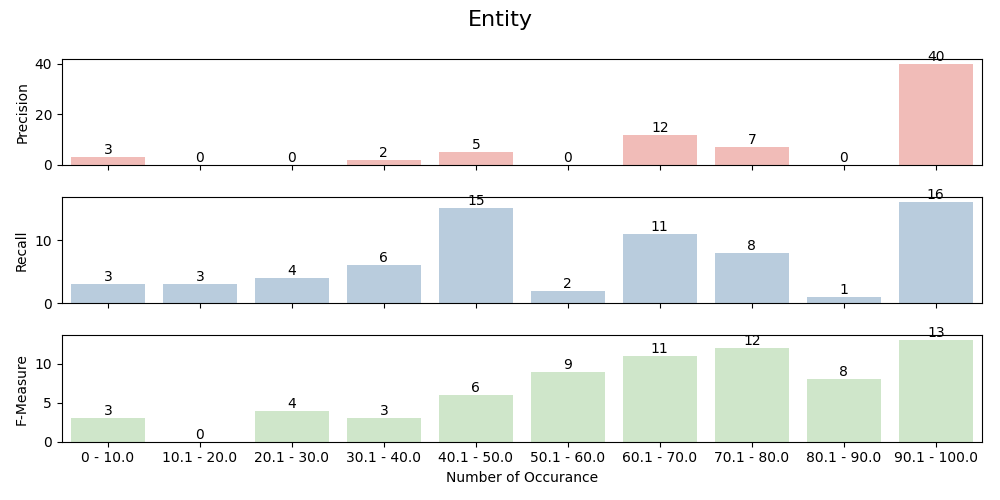 Entity
Precision
40
20
0
3
0
0
2
5
0
12
7
0
40
Recall
10
0
3
3
4
6
15
2
11
8
1
16
F-Measure
10
5
0
3
0
4
3
6
9
11
12
8
13
0 - 10.0
10.1 - 20.0
20.1 - 30.0
30.1 - 40.0
40.1 - 50.0
50.1 - 60.0
60.1 - 70.0
70.1 - 80.0
80.1 - 90.0
90.1 - 100.0
Number of Occurance